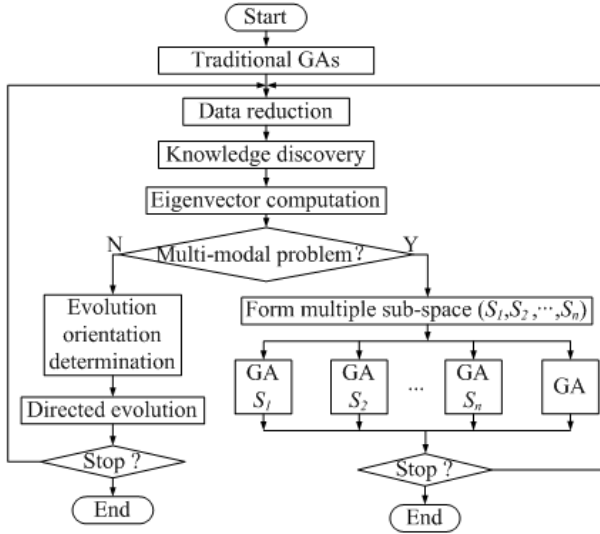 Start
Traditional GAs
Data reduction
Knowledge discovery
Eigenvector computation
N
Multi-modal problem?
Y
Evolution
orientation
determination
Directed evolution
Stop ?
End
Form multiple sub-space (S1,S2,···,Sn)
GA
S1
GA
S2
...
GA
Sn
GA
Stop ?
End